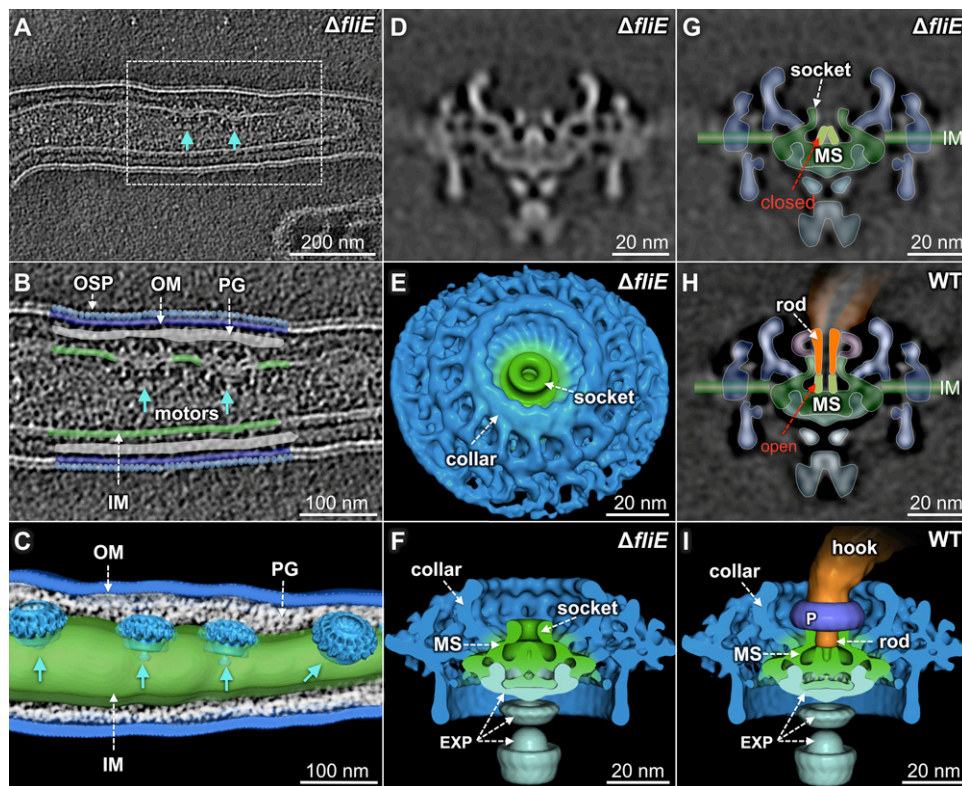 A
ΔfliE
200 nm
B
OSP
OM
PG
motors
IM
100 nm
C
OM
PG
IM
100 nm
D
ΔfliE
20 nm
E
ΔfliE
socket
collar
20 nm
F
ΔfliE
collar
socket
MS
EXP
20 nm
G
ΔfliE
socket
IM
MS
closed
20 nm
H
WT
rod
IM
MS
open
20 nm
I
WT
hook
collar
P
MS
rod
EXP
20 nm